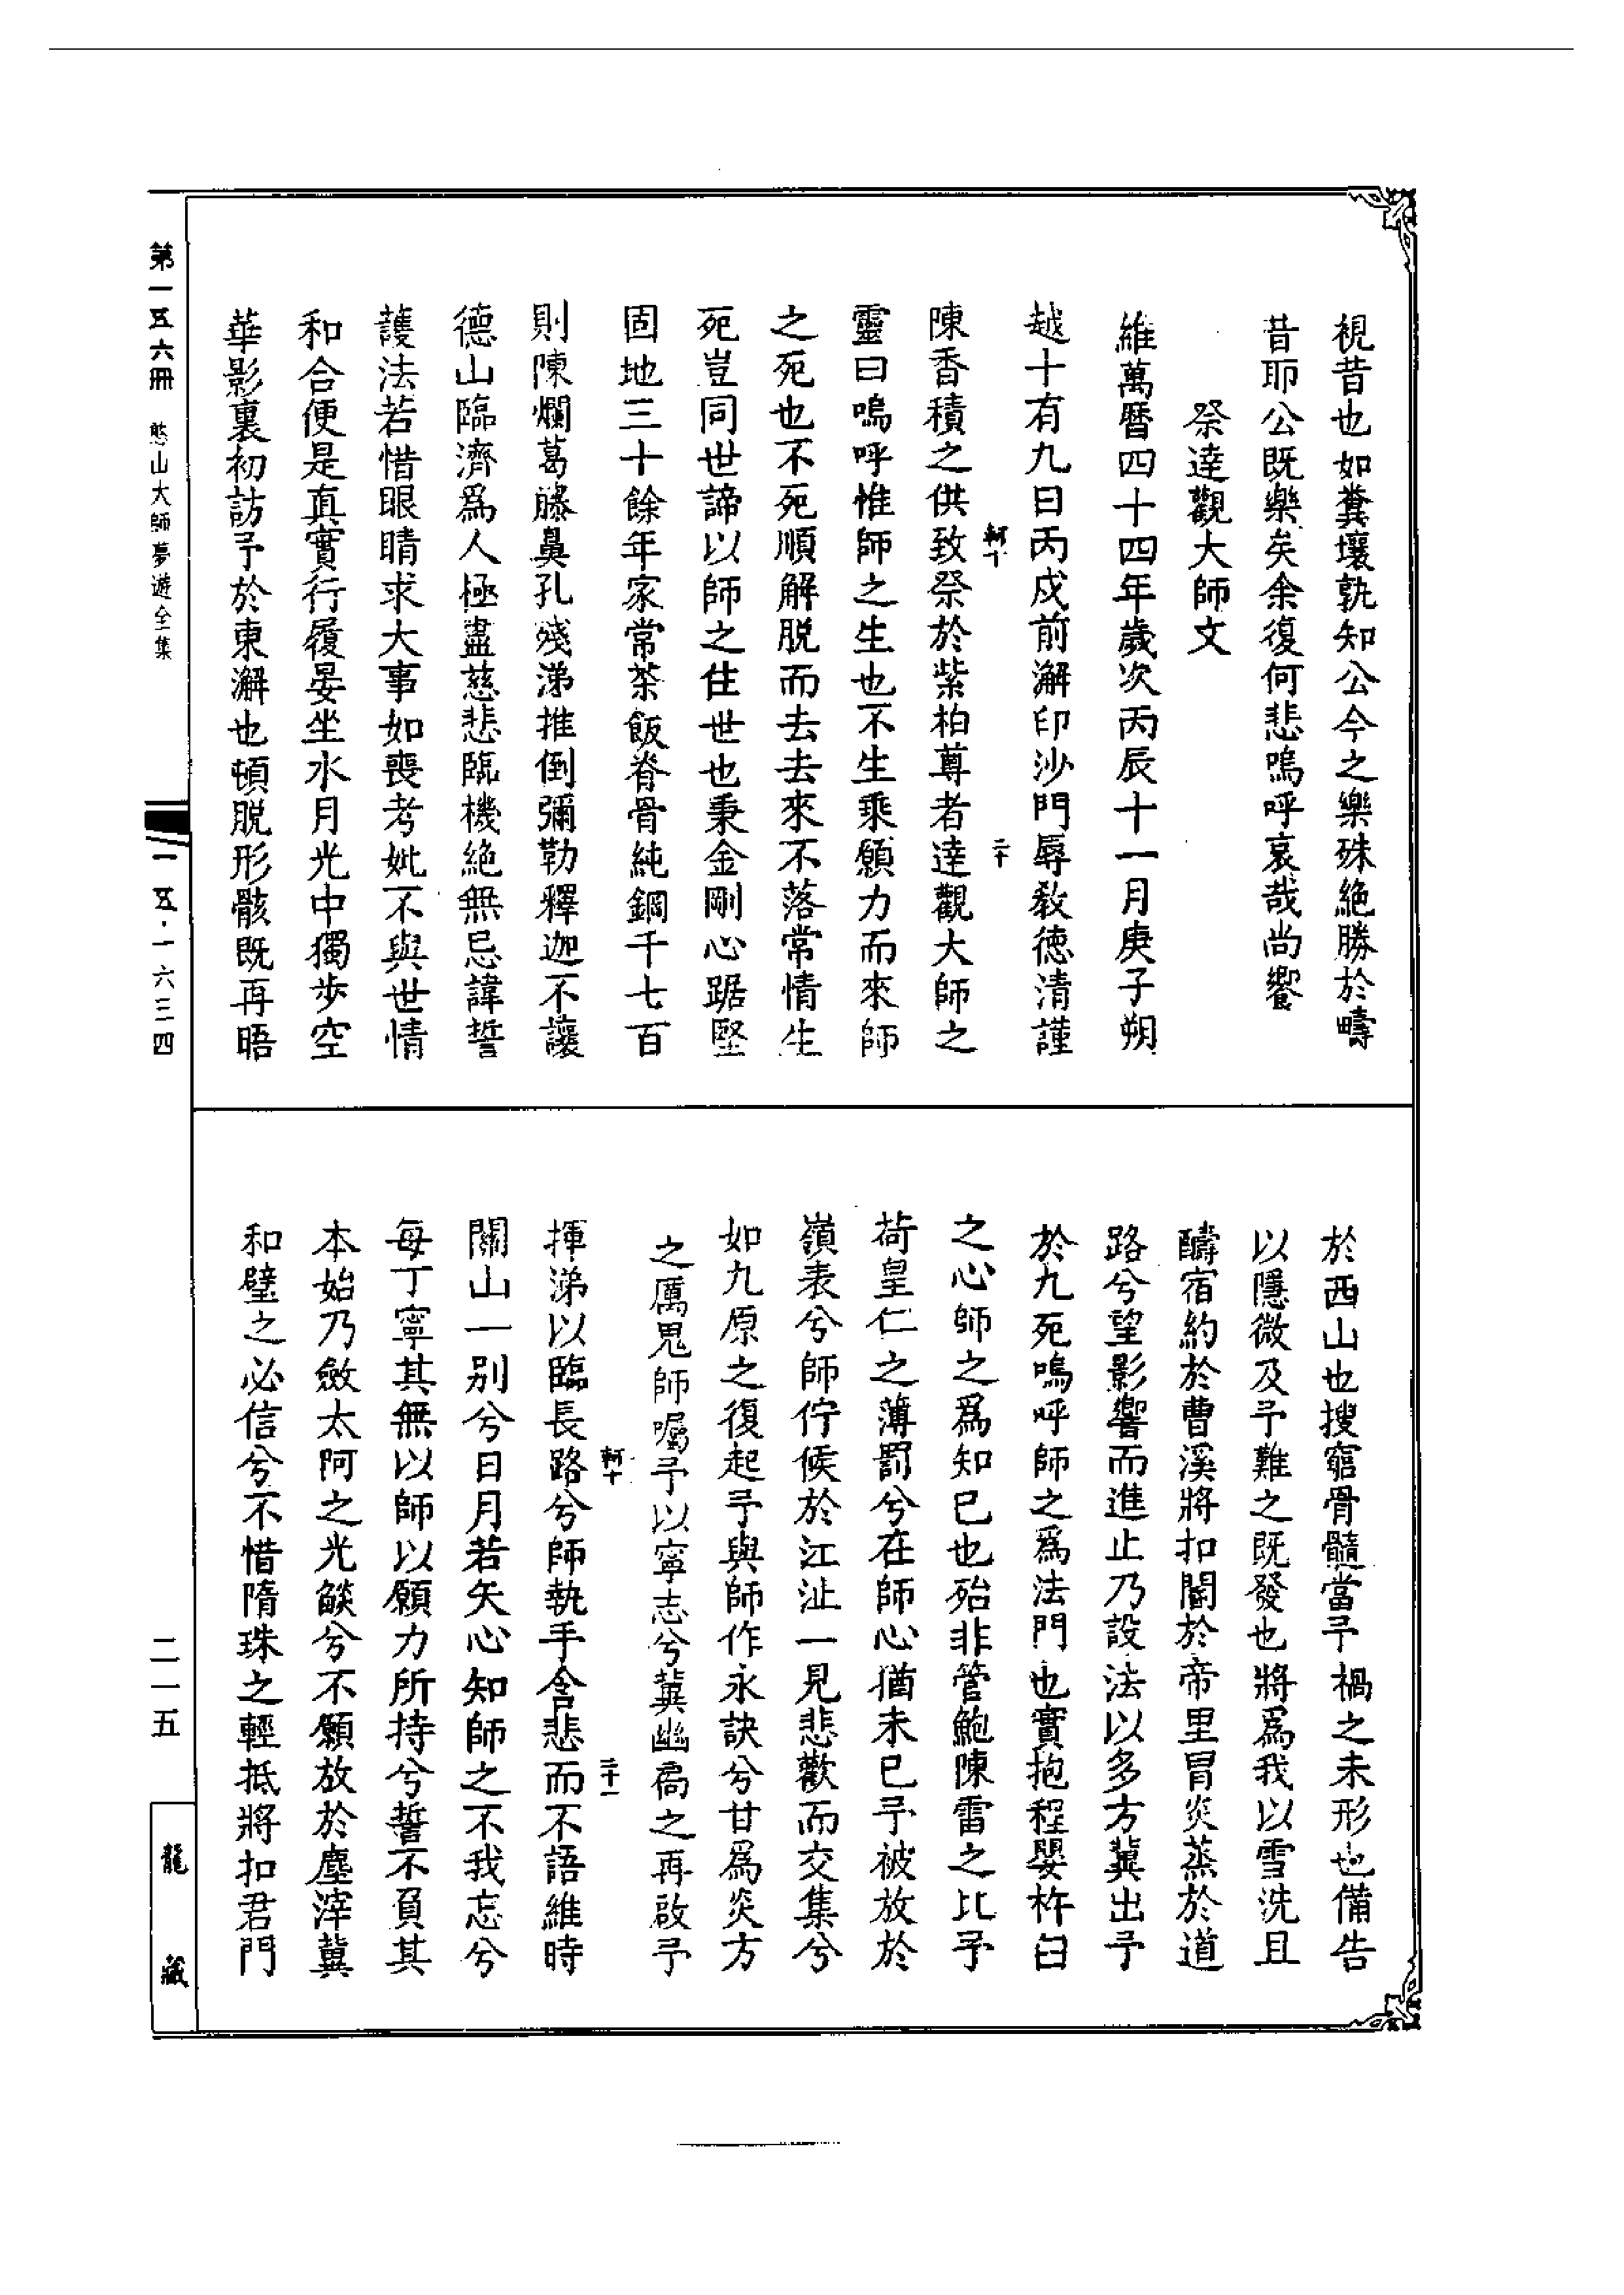 視昔也如糞壤孰知公今之樂殊絶勝於疇
昔耶公既樂矣余復何悲嗚呼哀哉尚饗
祭達觀大師文
維萬曆四十四年歲次丙辰十一月庚子朔
越十有九日丙戌前海印沙門辱教德清謹
軻十
二十
陳香積之供致祭於紫柏尊者達觀大師之
靈曰嗚呼惟師之生也不生乘願力而來師
之死也不死順解脱而去去來不落常情生
死豈同世諦以師之住世也秉金剛心踞堅
固地三十餘年家常茶飯脊骨純鋼千七百
則陳爛葛藤鼻孔殘涕推倒彌勒釋迦不讓
德山臨濟爲人極盡慈悲臨機絶無忌諱誓
護法若惜眼睛求大事如喪考妣不與世情
和合便是真實行履晏坐水月光中獨步空
華影裏初訪予於東澥也頓脱形骸既再晤
於西山也搜窮骨髓當予禍之未形也備告
以隱微及予難之既發也將爲我以雪洗且
醻宿約於曹溪將扣閽於帝里冒炎蒸於道
路兮望影響而進止乃設法以多方冀出予
於九死嗚呼師之爲法門也實抱程嬰杵臼
之心師之爲知已也殆非管鮑陳雷之比予
荷皇仁之薄罰兮在師心猶未已予被放於
嶺表兮師佇候於江沚一見悲歡而交集兮
如九原之復起予與師作永訣兮甘爲炎方
之厲鬼師囑予以寧志兮冀幽扃之再啟予
軻十
二十一
揮涕以臨長路兮師執手含悲而不語維時
關山一别兮日月若矢心知師之不我忘兮
每丁寧其無以師以願力所持兮誓不負其
本始乃斂太阿之光燄兮不願放於塵滓冀
和璧之必信兮不惜隋珠之輕抵將扣君門
第一五六冊 憨山大師夢遊全集
一五·一六三四
二一五
龍藏